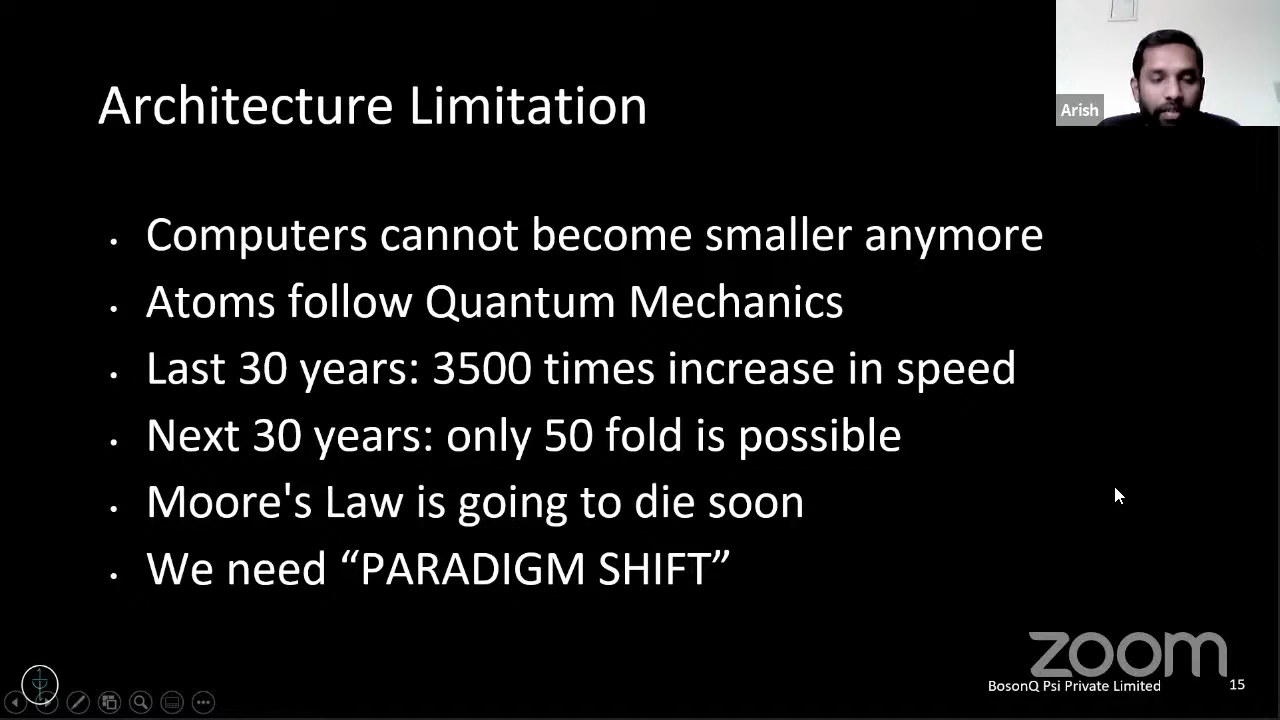 Architecture Limitation
Arish
• Computers cannot become smaller anymore
• Atoms follow Quantum Mechanics
• Last 30 years: 3500 times increase in speed
• Next 30 years: only 50 fold is possible
• Moore's Law is going to die soon
• We need “PARADIGM SHIFT”
zoom
BosonQ Psi Private Limited 15